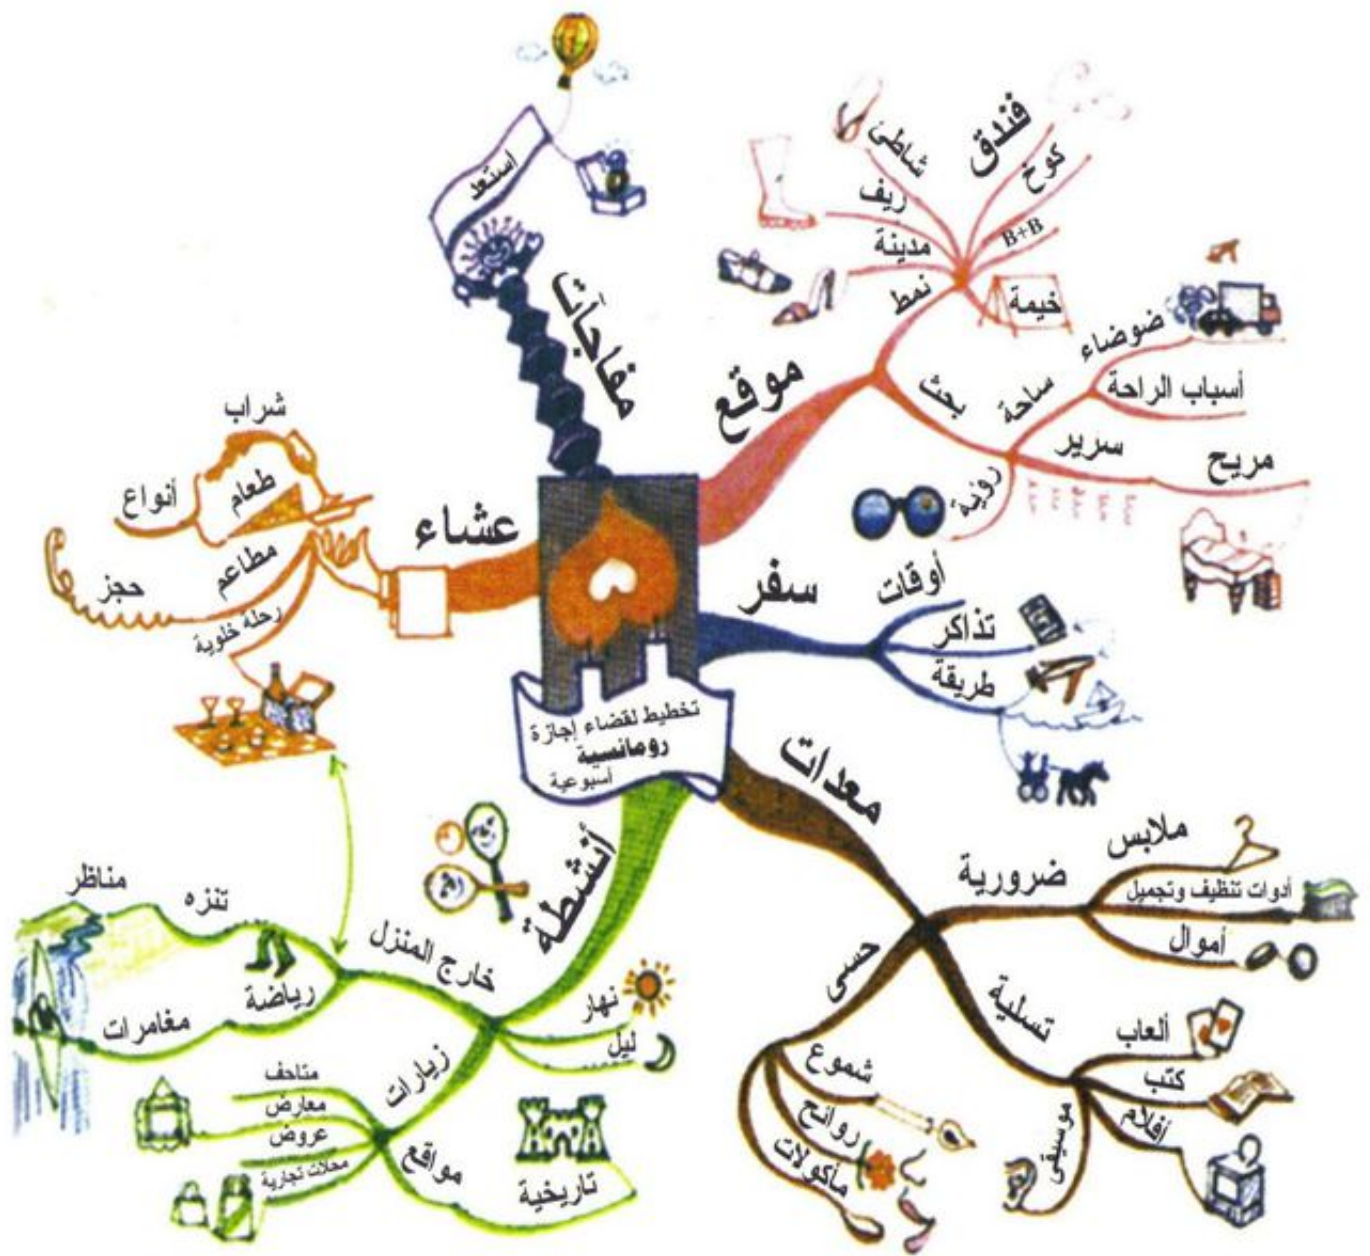 تخطيط لقضاء إجازة
رومانسية
أسبوعية
موقع
نمط
شاطئ
ريف
مدينة
فندق
كوخ
B+B
خيمة
بحث
ساحة
ضوضاء
أسباب الراحة
سرير
مريح
رؤية
سفر
أوقات
تذاكر
طريقة
معدات
ضرورية
ملابس
أدوات تنظيف وتجميل
أموال
تسلية
ألعاب
كتب
أفلام
موسيقى
حسى
شموع
روائح
مأكولات
أنشطة
نهار
ليل
خارج المنزل
تنزه
مناظر
رياضة
مغامرات
زيارات
متاحف
معارض
عروض
محلات تجارية
مواقع
تاريخية
عشاء
شراب
طعام
أنواع
مطاعم
حجز
رحلة خلوية
مفاجآت
استعد